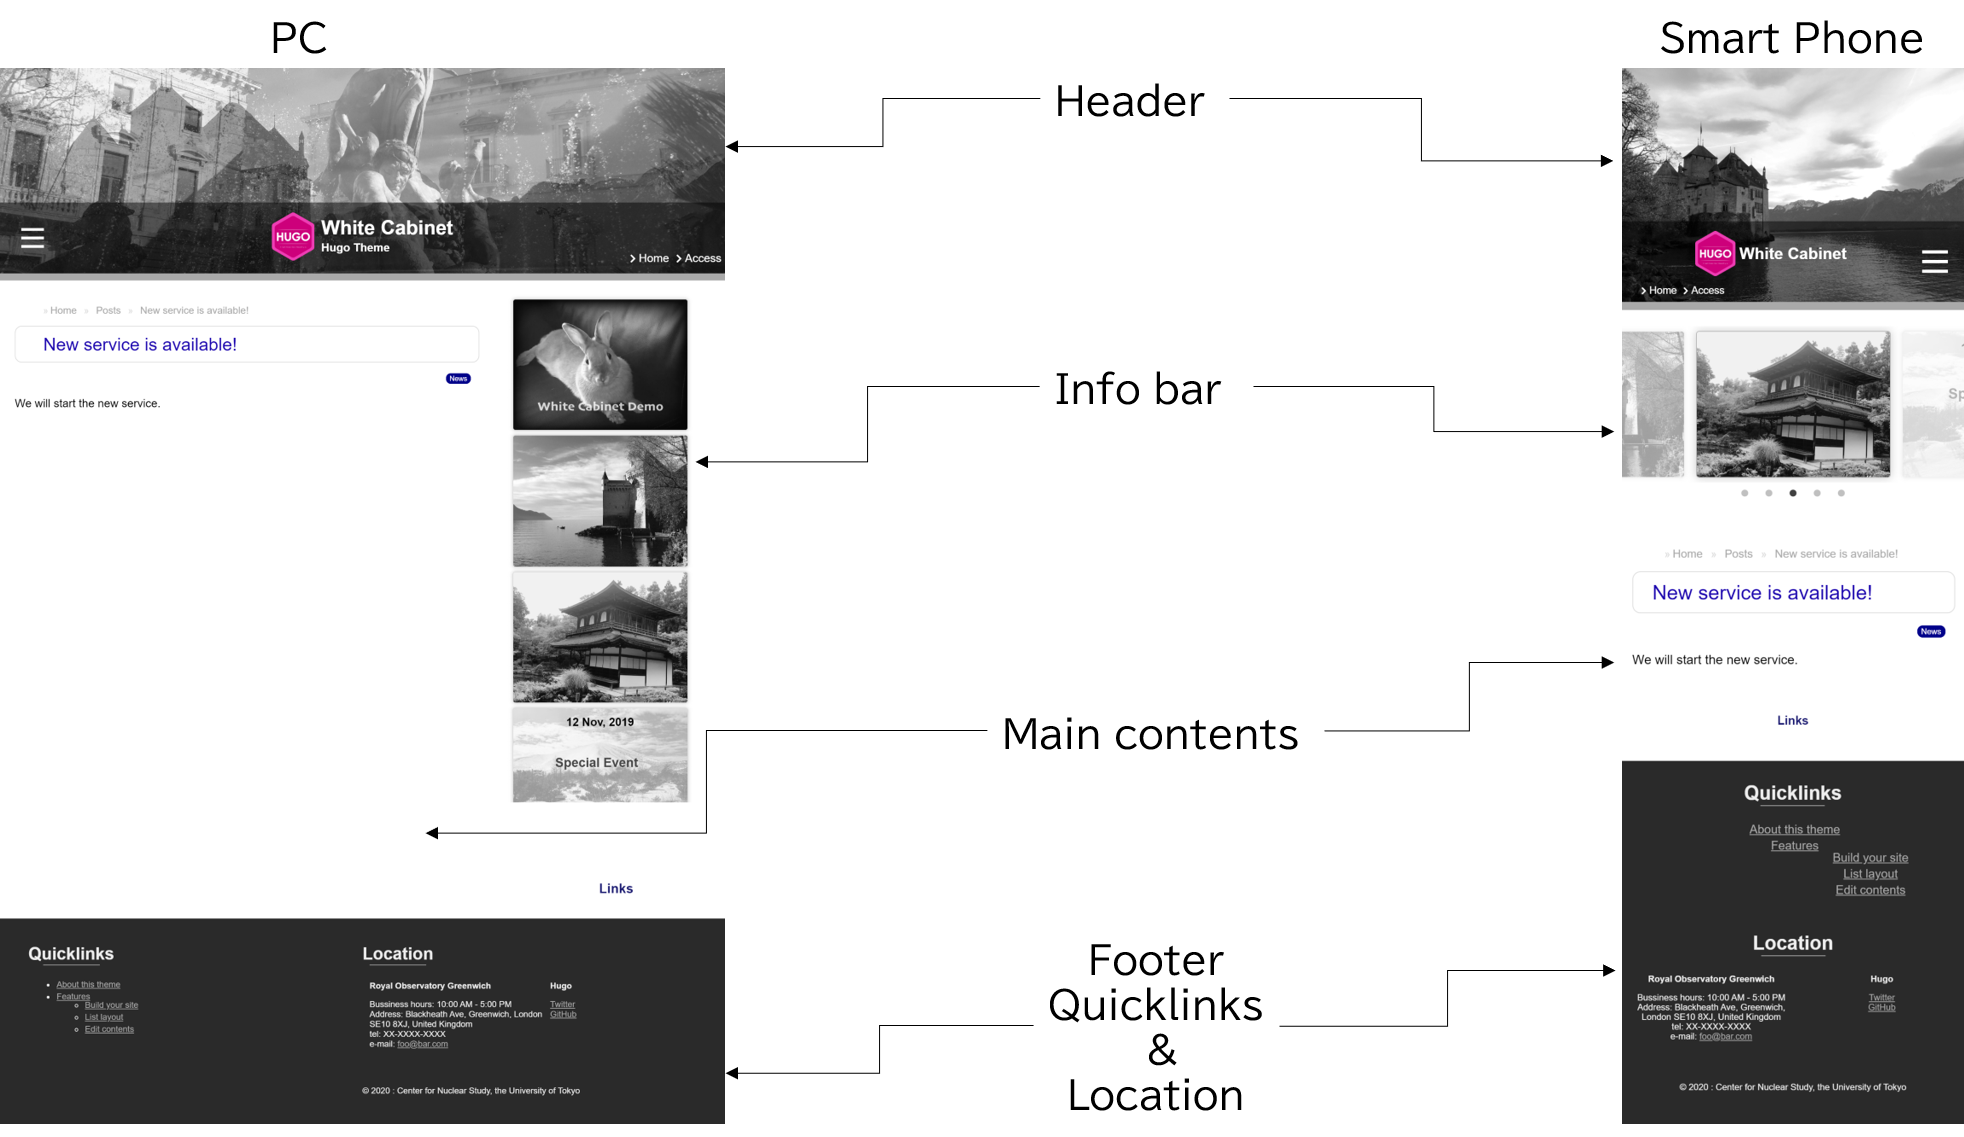 PC
Smart Phone
Header
HUGO
White Cabinet
Hugo Theme
Home
Access
» Home » Posts » New service is available!
New service is available!
News
We will start the new service.
White Cabinet Demo
12 Nov, 2019
Special Event
Links
Quicklinks
• About this theme
• Features
Build your site
List layout
Edit contents
Location
Royal Observatory Greenwich
Bussiness hours: 10:00 AM - 5:00 PM
Address: Blackheath Ave, Greenwich, London
SE10 8XJ, United Kingdom
tel: XX-XXXX-XXXX
e-mail: foo@bar.com
Hugo
Twitter
GitHub
© 2020 : Center for Nuclear Study, the University of Tokyo
Info bar
Main contents
Footer
Quicklinks
&
Location
HUGO
White Cabinet
Home
Access
Sp
» Home » Posts » New service is available!
New service is available!
News
We will start the new service.
Links
Quicklinks
About this theme
Features
Build your site
List layout
Edit contents
Location
Royal Observatory Greenwich
Bussiness hours: 10:00 AM - 5:00 PM
Address: Blackheath Ave, Greenwich,
London SE10 8XJ, United Kingdom
tel: XX-XXXX-XXXX
e-mail: foo@bar.com
Hugo
Twitter
GitHub
© 2020 : Center for Nuclear Study, the University of Tokyo